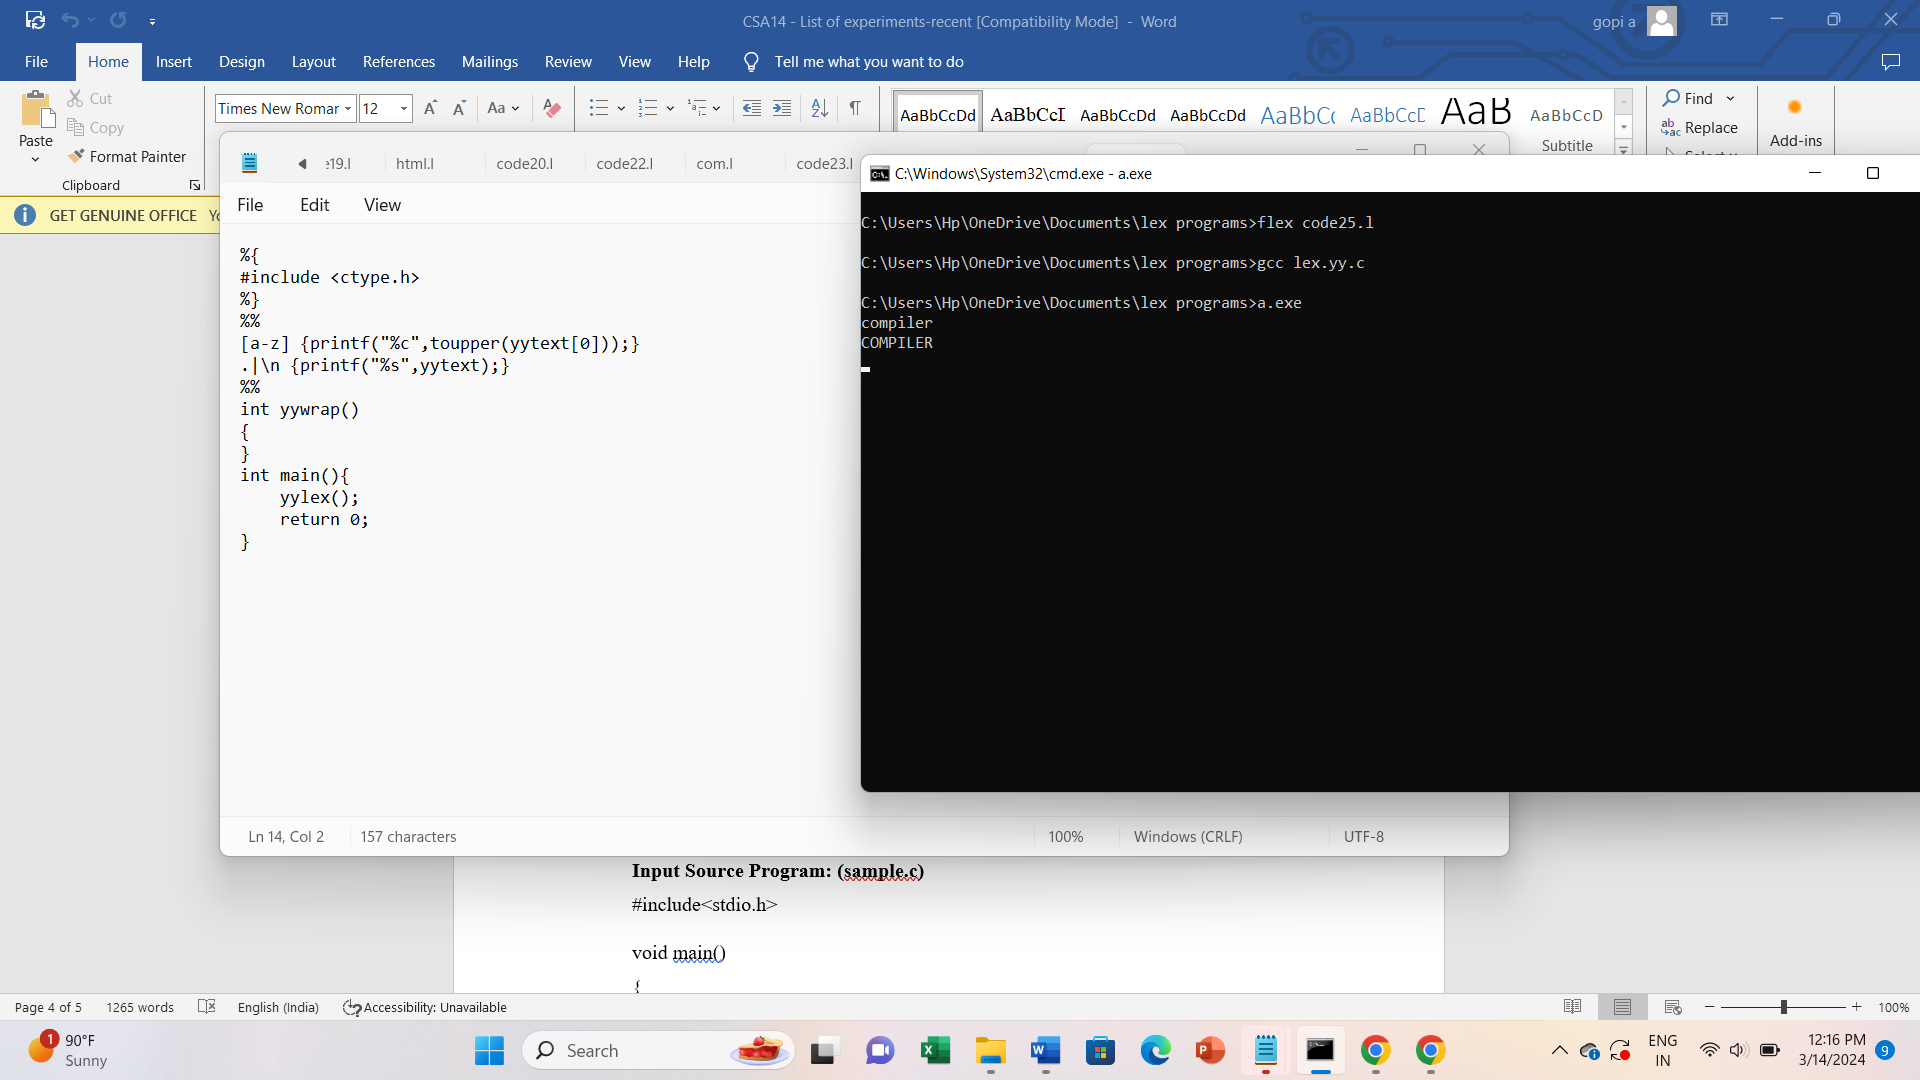 CSA14 - List of experiments-recent [Compatibility Mode] - Word
gopi a
File Home Insert Design Layout References Mailings Review View Help Tell me what you want to do
Paste
Cut
Copy
Format Painter
Clipboard
Times New Romar 12
Aa
AaBbCcDd AaBbCcI AaBbCcDd AaBbCcDd AaBbCc AaBbCcD AaB AaBbCcD
Subtitle
Find
Replace
Add-ins
GET GENUINE OFFICE
html.l code20.l code22.l com.l code23.l
File Edit View
%{
#include <ctype.h>
%}
%%
[a-z] {printf("%c",toupper(yytext[0]));}
.|\n {printf("%s",yytext);}
%%
int yywrap()
{
}
int main(){
    yylex();
    return 0;
}
Ln 14, Col 2 157 characters 100% Windows (CRLF) UTF-8
C:\Windows\System32\cmd.exe - a.exe
C:\Users\Hp\OneDrive\Documents\lex programs>flex code25.l
C:\Users\Hp\OneDrive\Documents\lex programs>gcc lex.yy.c
C:\Users\Hp\OneDrive\Documents\lex programs>a.exe
compiler
COMPILER
Input Source Program: (sample.c)
#include<stdio.h>
void main()
{
Page 4 of 5 1265 words English (India) Accessibility: Unavailable 100%
1
90°F
Sunny
Search
ENG
IN
12:16 PM
3/14/2024
9